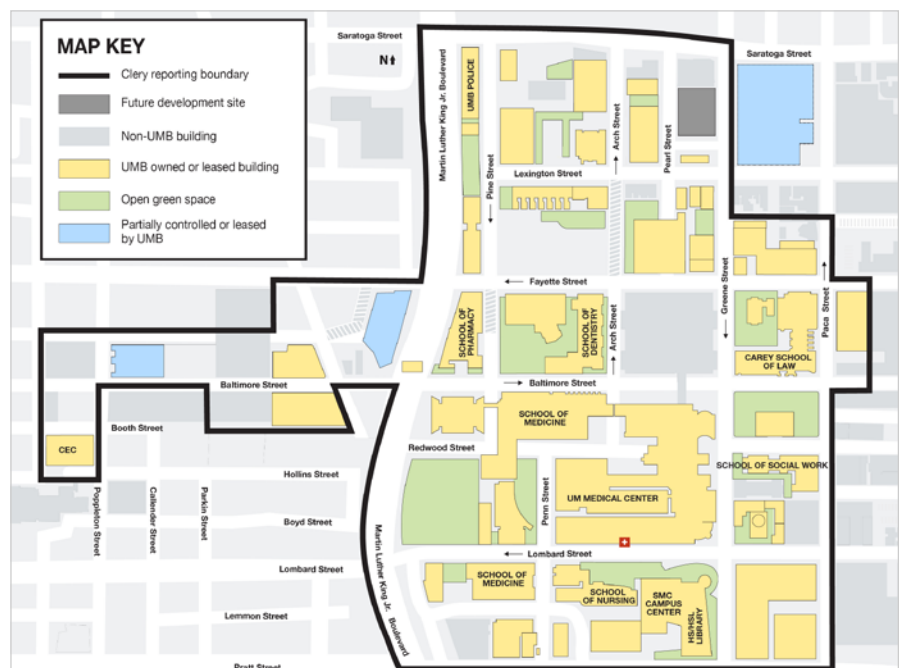 MAP KEY
Clery reporting boundary
Future development site
Non-UMB building
UMB owned or leased building
Open green space
Partially controlled or leased
by UMB
Saratoga Street
N
Martin Luther King Jr. Boulevard
UMB POLICE
Saratoga Street
Arch Street
Pearl Street
Pine Street
Lexington Street
Fayette Street
Greene Street
Paca Street
SCHOOL OF
PHARMACY
SCHOOL OF
DENTISTRY
Arch Street
CAREY SCHOOL
OF LAW
Baltimore Street
Baltimore Street
SCHOOL OF
MEDICINE
Booth Street
CEC
Redwood Street
SCHOOL OF SOCIAL WORK
Hollins Street
Poppleton Street
Callender Street
Parkin Street
Penn Street
UM MEDICAL CENTER
Boyd Street
Martin Luther King Jr. Boulevard
Lombard Street
Lombard Street
SCHOOL OF
MEDICINE
SCHOOL OF
NURSING
SMC
CAMPUS
CENTER
HS/HSL
LIBRARY
Lemmon Street
Pratt Street